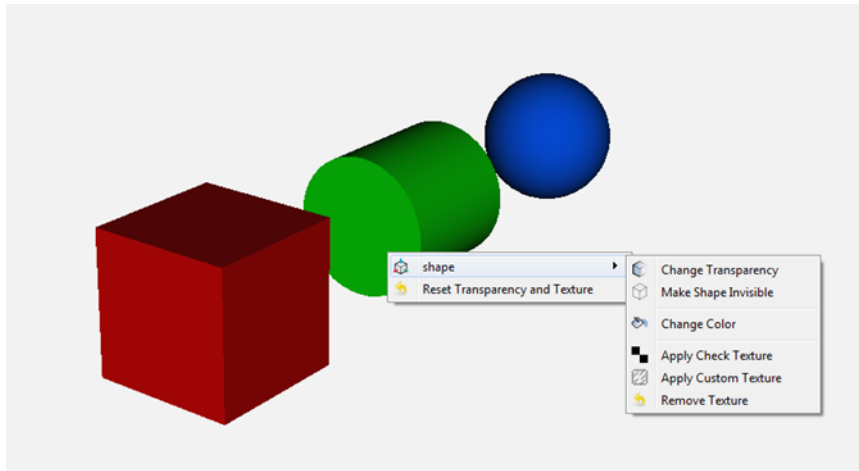 shape
Reset Transparency and Texture
Change Transparency
Make Shape Invisible
Change Color
Apply Check Texture
Apply Custom Texture
Remove Texture